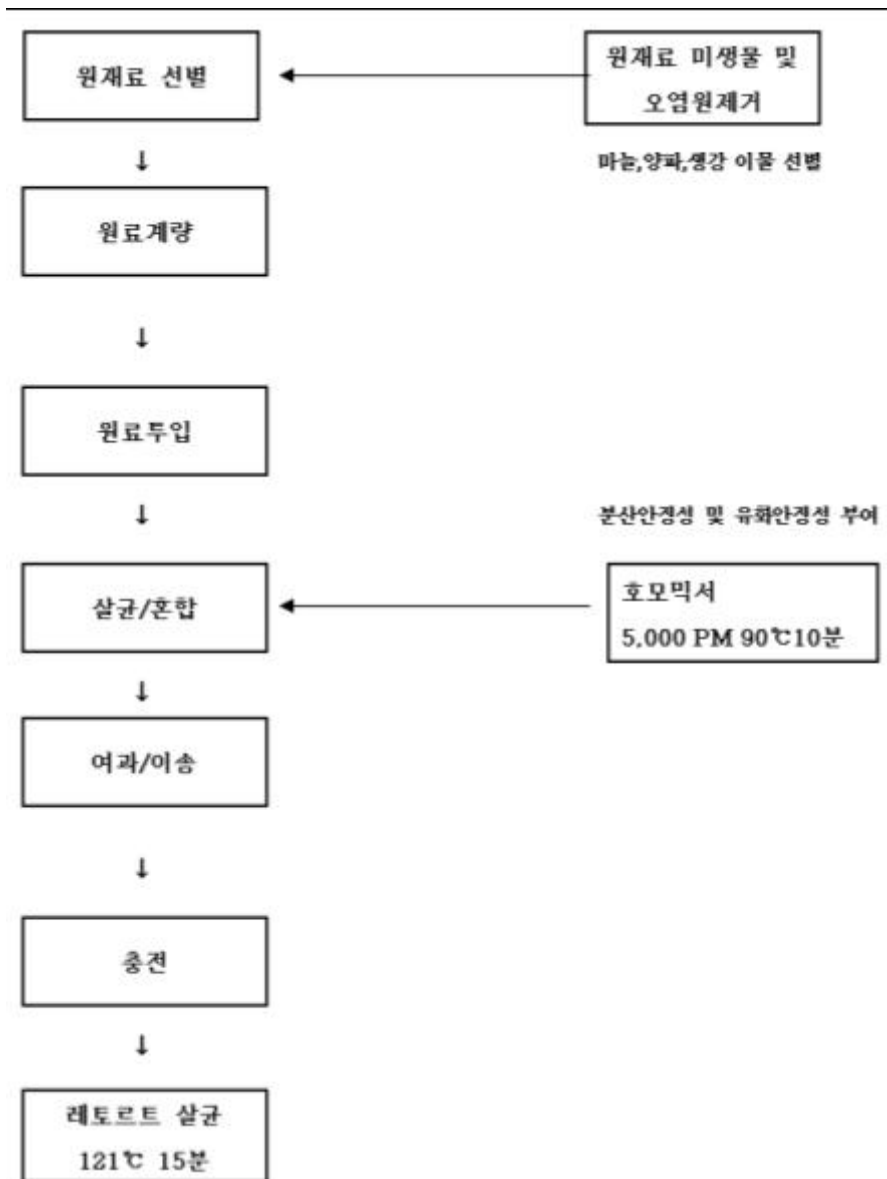 원재료 선별
원재료 미생물 및
오염원제거
↓
마늘,양파,생강 이물 선별
원료계량
↓
원료투입
↓
분산안정성 및 유화안정성 부여
살균/혼합
호모믹서
5,000 PM 90℃10분
↓
여과/이송
↓
충전
↓
레토르트 살균
121℃ 15분